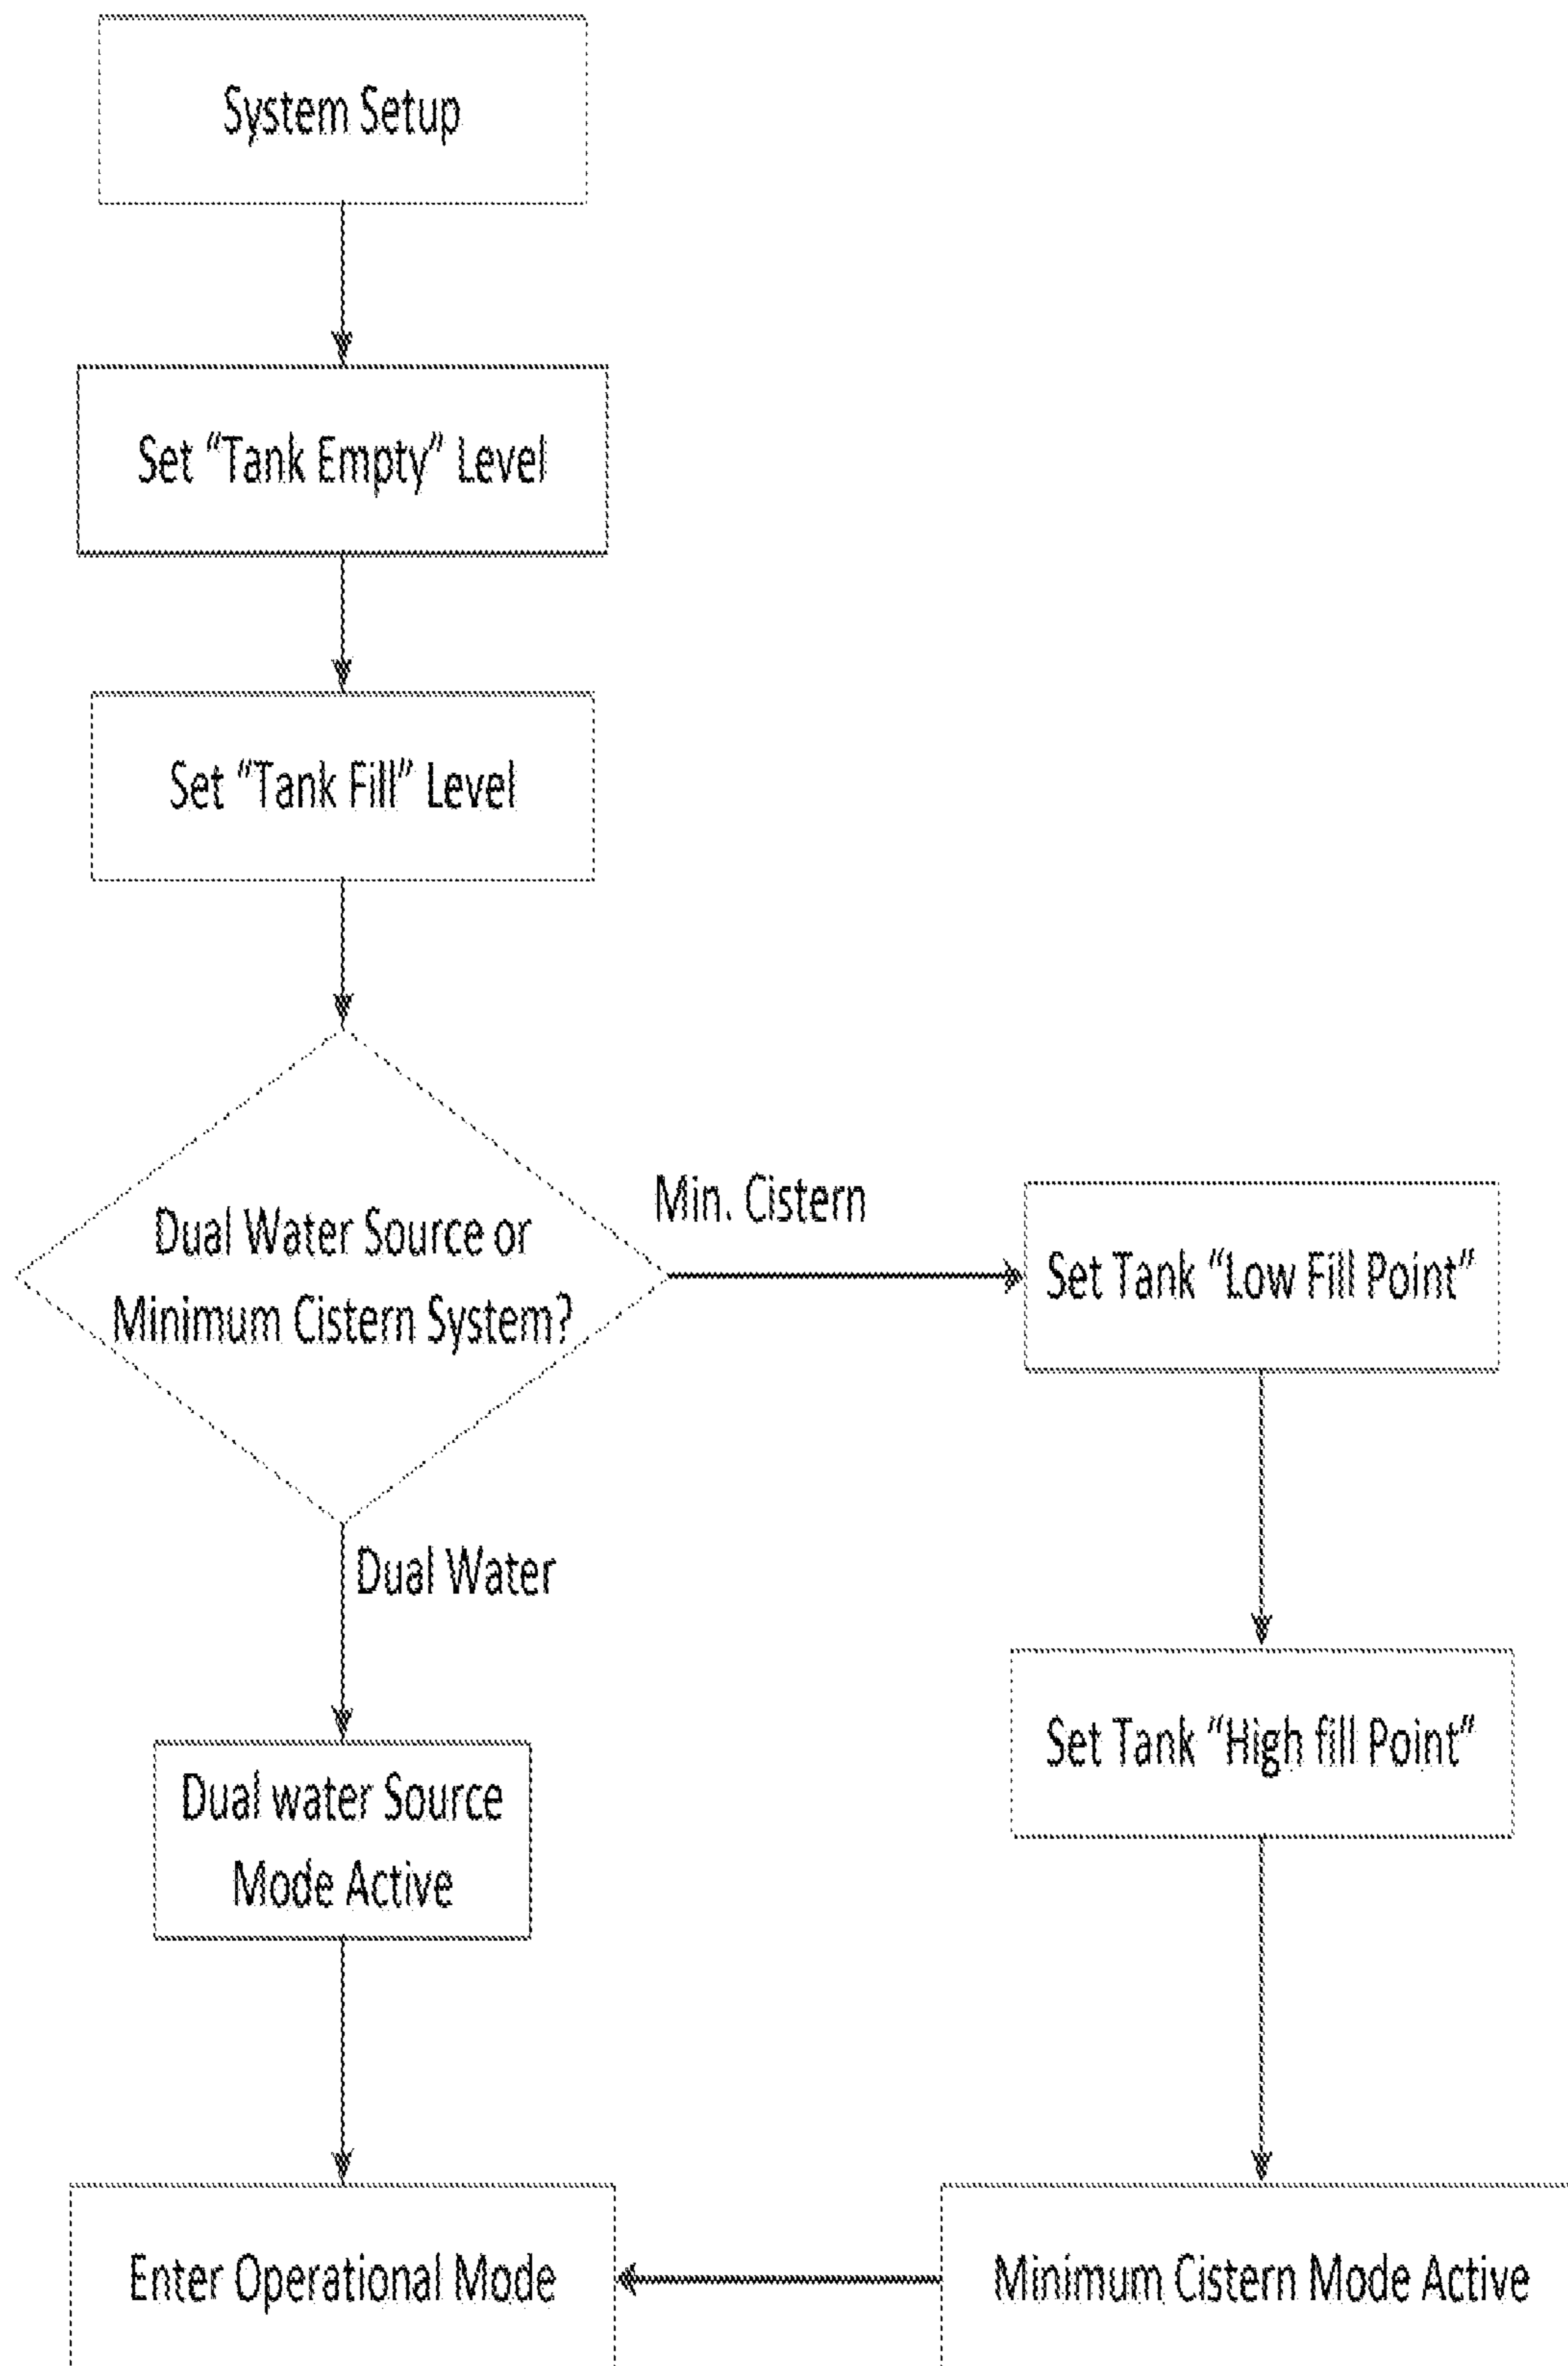 System Setup
Set “Tank Empty” Level
Set “Tank Fill” Level
Dual Water Source or
Minimum Cistern System?
Min. Cistern
Set Tank “Low Fill Point”
Dual Water
Set Tank “High fill Point”
Dual water Source
Mode Active
Enter Operational Mode
Minimum Cistern Mode Active